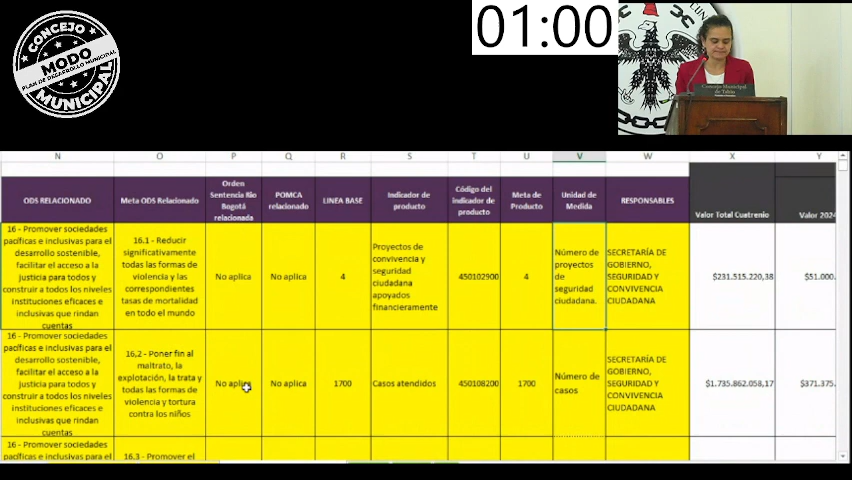 CONCEJO
MODO
PLAN DE DESARROLLO MUNICIPAL
MUNICIPAL
01:00
Concejo Municipal
de Tabio
N O P Q R S T U V W X Y
ODS RELACIONADO
Meta ODS Relacionado
Orden
Sentencia Rio
Bogotá
relacionada
POMCA
relacionado
LINEA BASE
Indicador de
producto
Código del
indicador de
producto
Meta de
Producto
Unidad de
Medida
RESPONSABLES
Valor Total Cuatrenio
Valor 2024
16 - Promover sociedades
pacíficas e inclusivas para el
desarrollo sostenible,
facilitar el acceso a la
justicia para todos y
construir a todos los niveles
instituciones eficaces e
inclusivas que rindan
cuentas
16.1 - Reducir
significativamente
todas las formas de
violencia y las
correspondientes
tasas de mortalidad
en todo el mundo
No aplica
No aplica
4
Proyectos de
convivencia y
seguridad
ciudadana
apoyados
financieramente
450102900
4
Número de
proyectos
de
seguridad
ciudadana.
SECRETARÍA DE
GOBIERNO,
SEGURIDAD Y
CONVIVENCIA
CIUDADANA
$231.515.220,38
$51.000.
16 - Promover sociedades
pacíficas e inclusivas para el
desarrollo sostenible,
facilitar el acceso a la
justicia para todos y
construir a todos los niveles
instituciones eficaces e
inclusivas que rindan
cuentas
16,2 - Poner fin al
maltrato, la
explotación, la trata y
todas las formas de
violencia y tortura
contra los niños
No aplica
No aplica
1700
Casos atendidos
450108200
1700
Número de
casos
SECRETARÍA DE
GOBIERNO,
SEGURIDAD Y
CONVIVENCIA
CIUDADANA
$1.735.862.058,17
$371.375.
16 - Promover sociedades
pacíficas e inclusivas para el
16.3 - Promover el